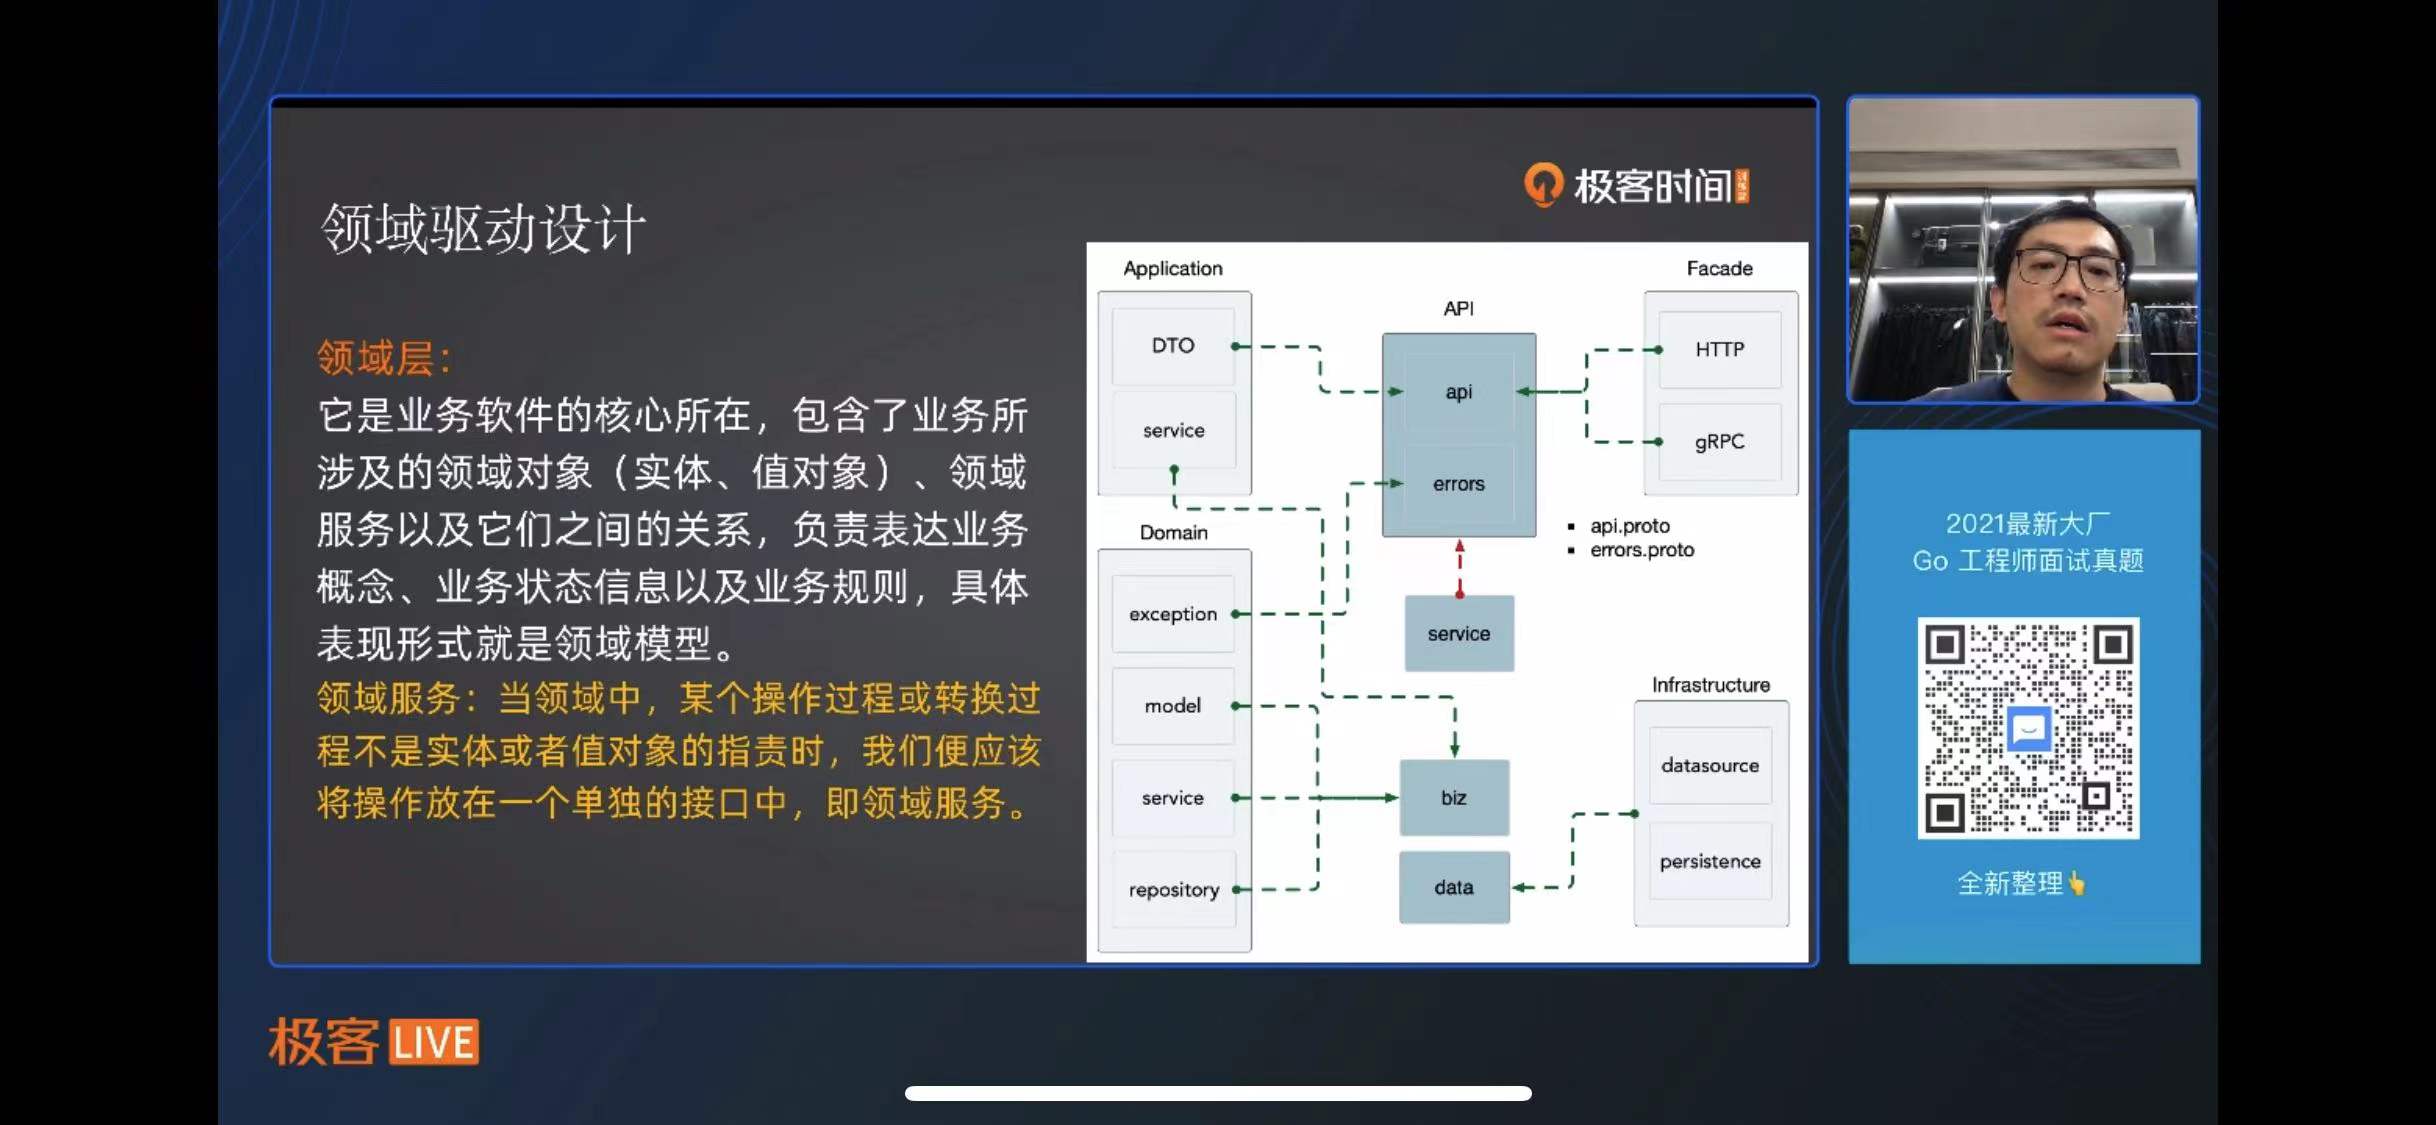 极客时间
领域驱动设计
领域层：
它是业务软件的核心所在，包含了业务所
涉及的领域对象（实体、值对象）、领域
服务以及它们之间的关系，负责表达业务
概念、业务状态信息以及业务规则，具体
表现形式就是领域模型。
领域服务：当领域中，某个操作过程或转换过
程不是实体或者值对象的指责时，我们便应该
将操作放在一个单独的接口中，即领域服务。
Application
DTO
service
Domain
exception
model
service
repository
API
api
errors
service
biz
data
Facade
HTTP
gRPC
api.proto
errors.proto
Infrastructure
datasource
persistence
2021最新大厂
Go 工程师面试真题
全新整理
极客LIVE